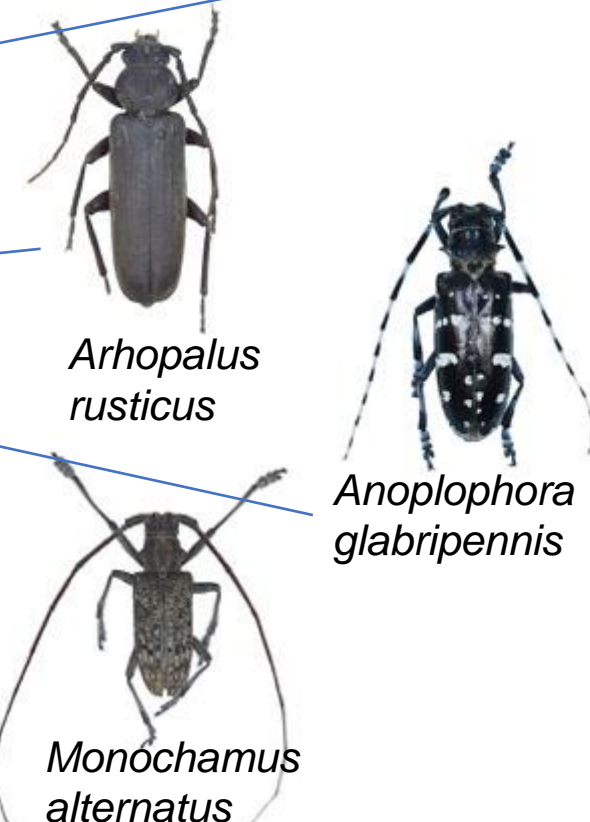 Arhopalus
rusticus
Anoplophora
glabripennis
Monochamus
alternatus